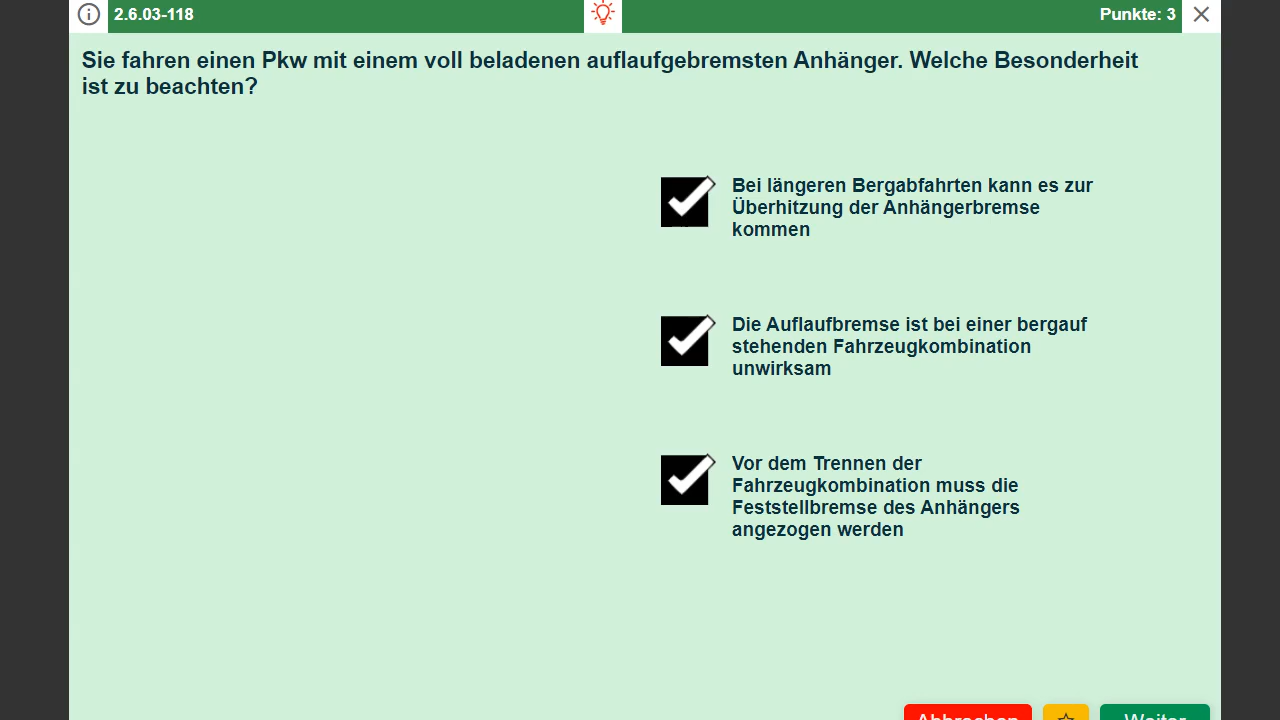 2.6.03-118
Punkte: 3
Sie fahren einen Pkw mit einem voll beladenen auflaufgebremsten Anhänger. Welche Besonderheit
ist zu beachten?
Bei längeren Bergabfahrten kann es zur
Überhitzung der Anhängerbremse
kommen
Die Auflaufbremse ist bei einer bergauf
stehenden Fahrzeugkombination
unwirksam
Vor dem Trennen der
Fahrzeugkombination muss die
Feststellbremse des Anhängers
angezogen werden
Abbrechen
Weiter